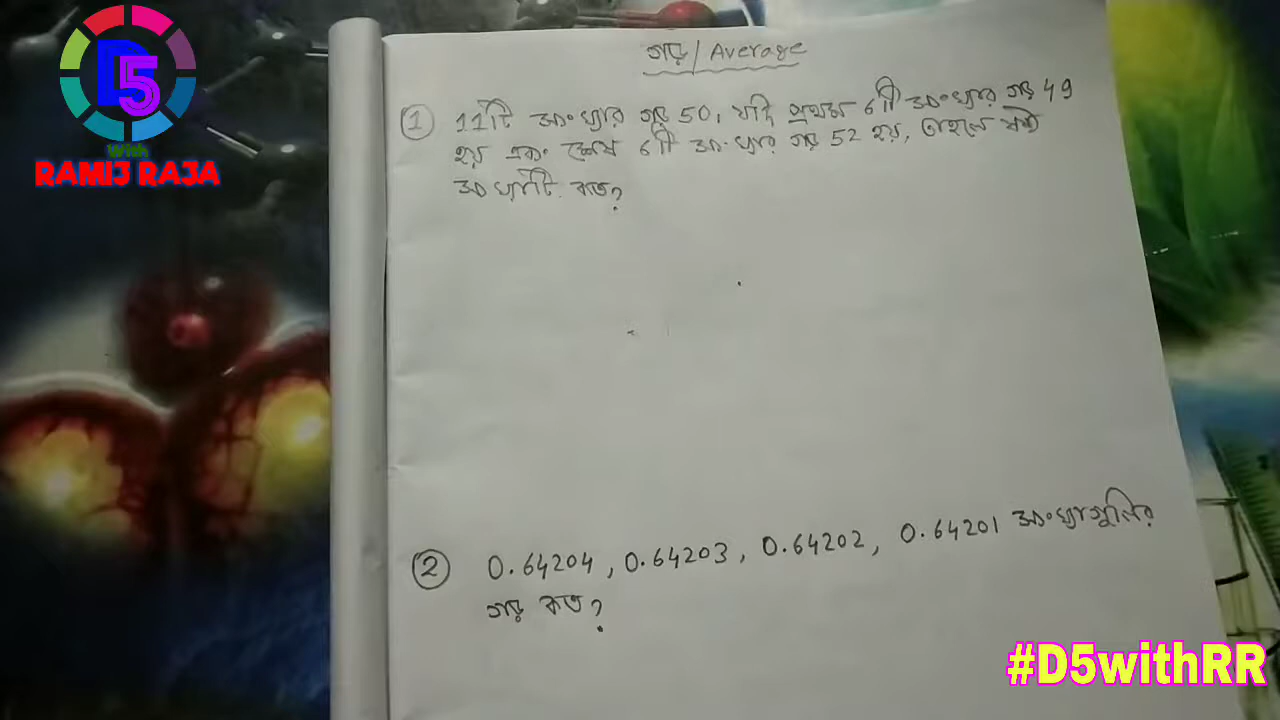 D5
With
RAMIJ RAJA
গড়/Average
① 11টি সংখ্যার গড় 50, যদি প্রথম 6টি সংখ্যার গড় 49
হয় এবং শেষ 6টি সংখ্যার গড় 52 হয়, তাহলে ষষ্ঠ
সংখ্যাটি কত?
② 0.64204, 0.64203, 0.64202, 0.64201 সংখ্যাগুলির
গড় কত?
#D5withRR